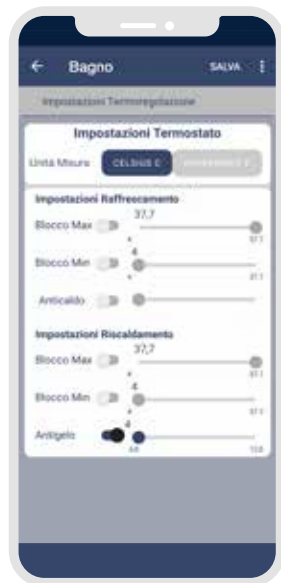 ← Bagno SALVA
Impostazioni Termoregolazione
Impostazioni Termostato
Unità Misura CELSIUS C
Impostazioni Raffrescamento
37,7
Blocco Max
4
Blocco Min
Anticaldo
Impostazioni Riscaldamento
37,7
Blocco Max
4
Blocco Min
4
Antigelo